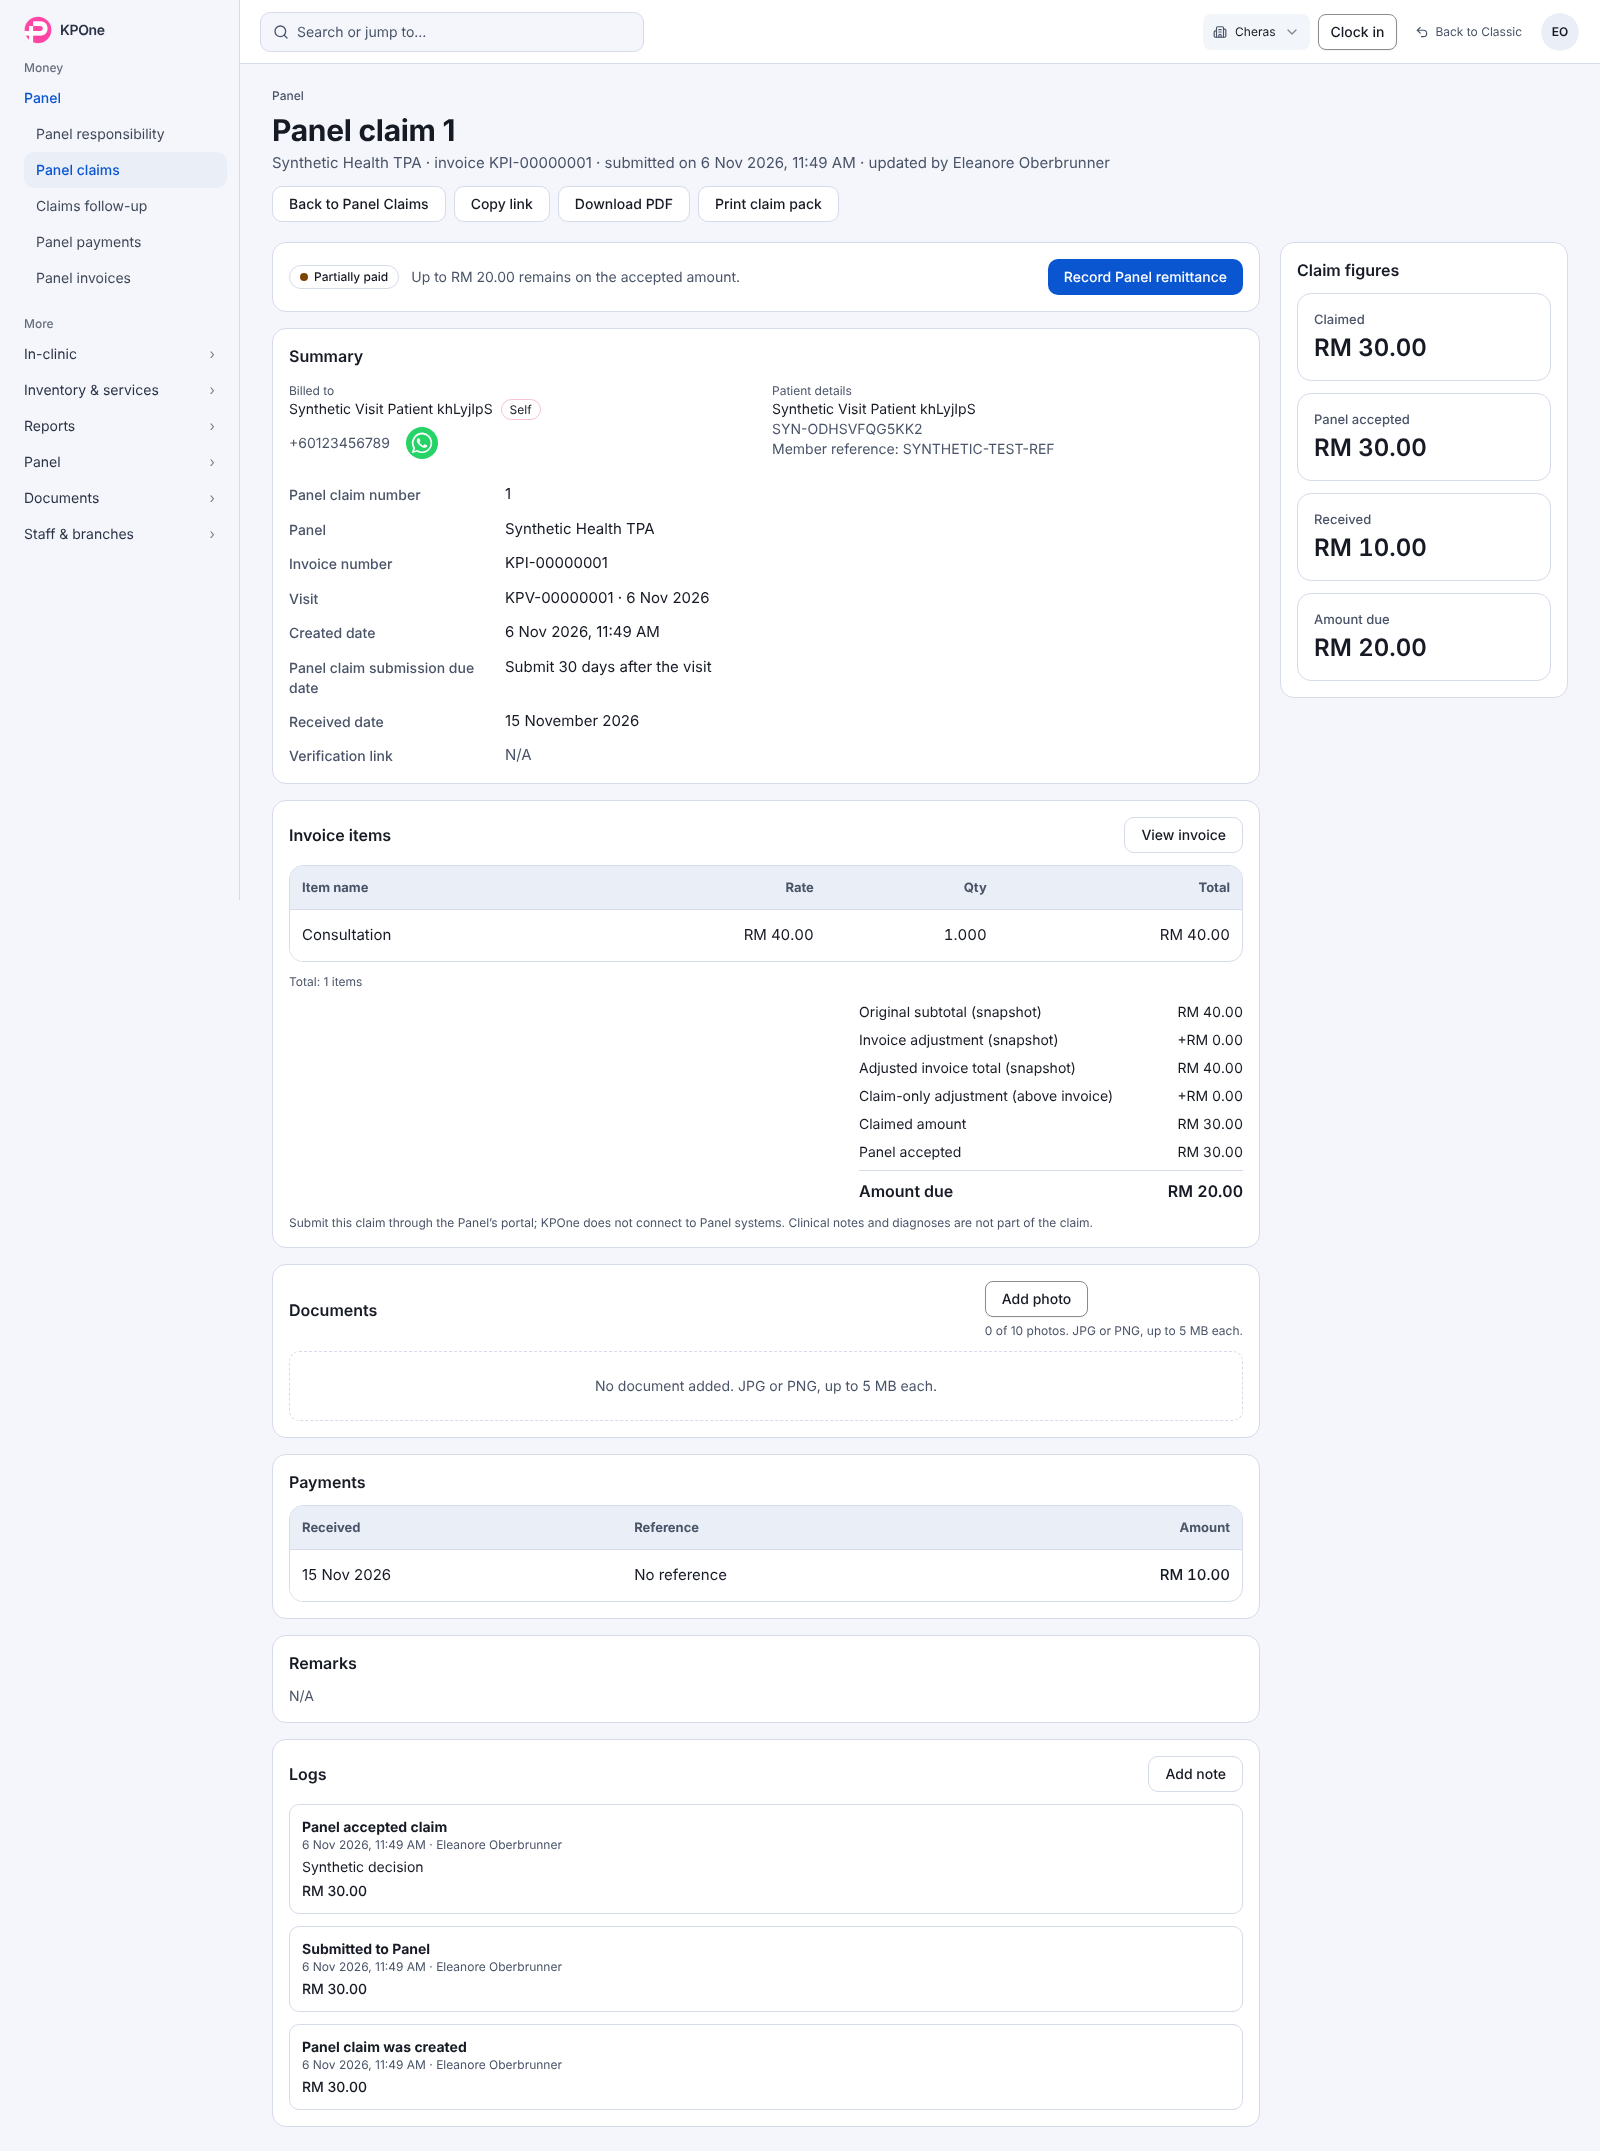 KPOne
Money
Panel
Panel responsibility
Panel claims
Claims follow-up
Panel payments
Panel invoices
More
In-clinic
Inventory & services
Reports
Panel
Documents
Staff & branches
Search or jump to...
Cheras
Clock in
Back to Classic
EO
Panel
Panel claim 1
Synthetic Health TPA · invoice KPI-00000001 · submitted on 6 Nov 2026, 11:49 AM · updated by Eleanore Oberbrunner
Back to Panel Claims
Copy link
Download PDF
Print claim pack
Partially paid
Up to RM 20.00 remains on the accepted amount.
Record Panel remittance
Claim figures
Claimed
RM 30.00
Panel accepted
RM 30.00
Received
RM 10.00
Amount due
RM 20.00
Summary
Billed to
Synthetic Visit Patient khLyjlpS Self
+60123456789
Patient details
Synthetic Visit Patient khLyjlpS
SYN-ODHSVFQG5KK2
Member reference: SYNTHETIC-TEST-REF
Panel claim number 1
Panel Synthetic Health TPA
Invoice number KPI-00000001
Visit KPV-00000001 · 6 Nov 2026
Created date 6 Nov 2026, 11:49 AM
Panel claim submission due date Submit 30 days after the visit
Received date 15 November 2026
Verification link N/A
Invoice items
View invoice
Item name Rate Qty Total
Consultation RM 40.00 1.000 RM 40.00
Total: 1 items
Original subtotal (snapshot) RM 40.00
Invoice adjustment (snapshot) +RM 0.00
Adjusted invoice total (snapshot) RM 40.00
Claim-only adjustment (above invoice) +RM 0.00
Claimed amount RM 30.00
Panel accepted RM 30.00
Amount due RM 20.00
Submit this claim through the Panel's portal; KPOne does not connect to Panel systems. Clinical notes and diagnoses are not part of the claim.
Documents
Add photo
0 of 10 photos. JPG or PNG, up to 5 MB each.
No document added. JPG or PNG, up to 5 MB each.
Payments
Received Reference Amount
15 Nov 2026 No reference RM 10.00
Remarks
N/A
Logs
Add note
Panel accepted claim
6 Nov 2026, 11:49 AM · Eleanore Oberbrunner
Synthetic decision
RM 30.00
Submitted to Panel
6 Nov 2026, 11:49 AM · Eleanore Oberbrunner
RM 30.00
Panel claim was created
6 Nov 2026, 11:49 AM · Eleanore Oberbrunner
RM 30.00